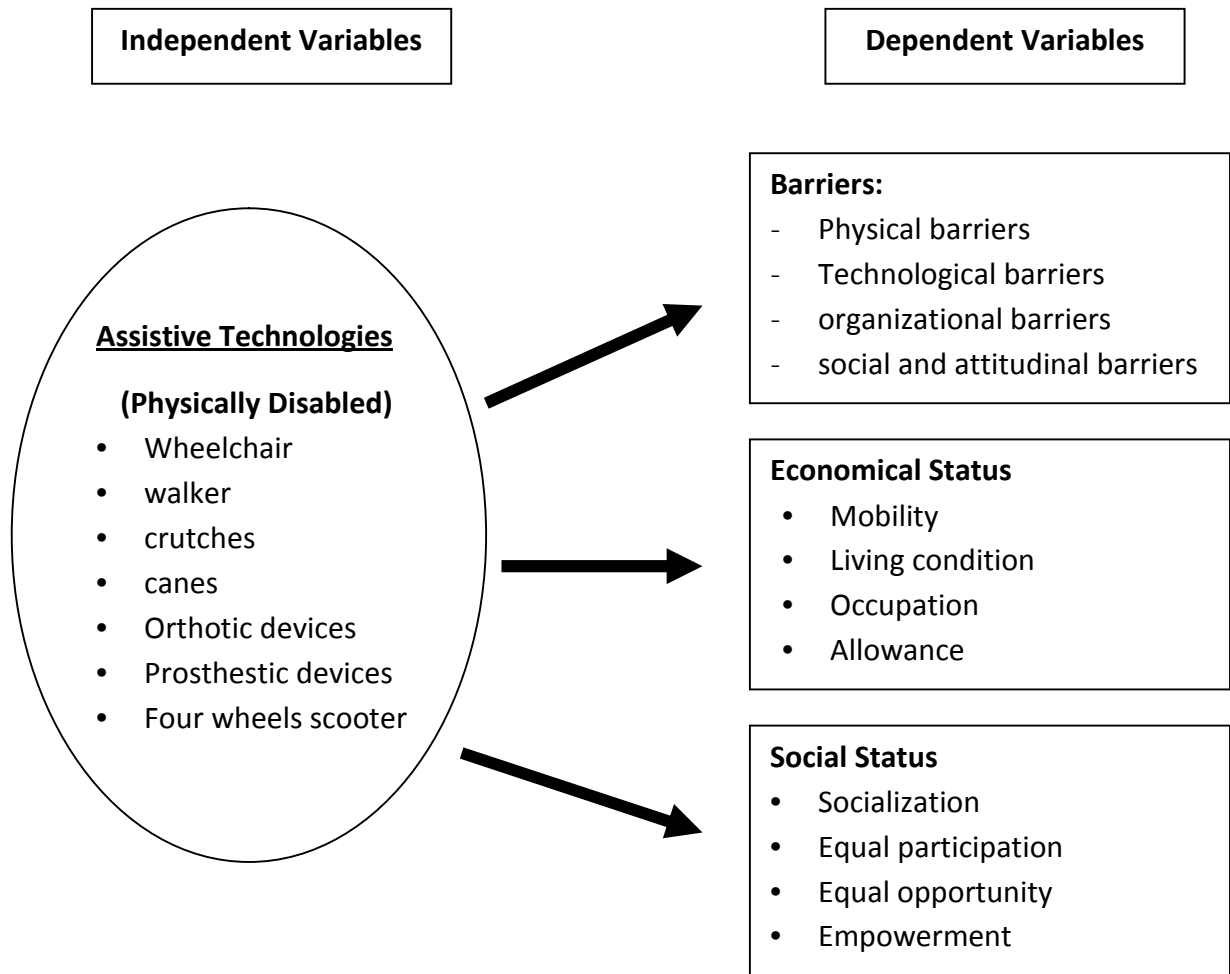 Independent Variables
Dependent Variables
Assistive Technologies
(Physically Disabled)
• Wheelchair
• walker
• crutches
• canes
• Orthotic devices
• Prosthestic devices
• Four wheels scooter
Barriers:
- Physical barriers
- Technological barriers
- organizational barriers
- social and attitudinal barriers
Economical Status
• Mobility
• Living condition
• Occupation
• Allowance
Social Status
• Socialization
• Equal participation
• Equal opportunity
• Empowerment